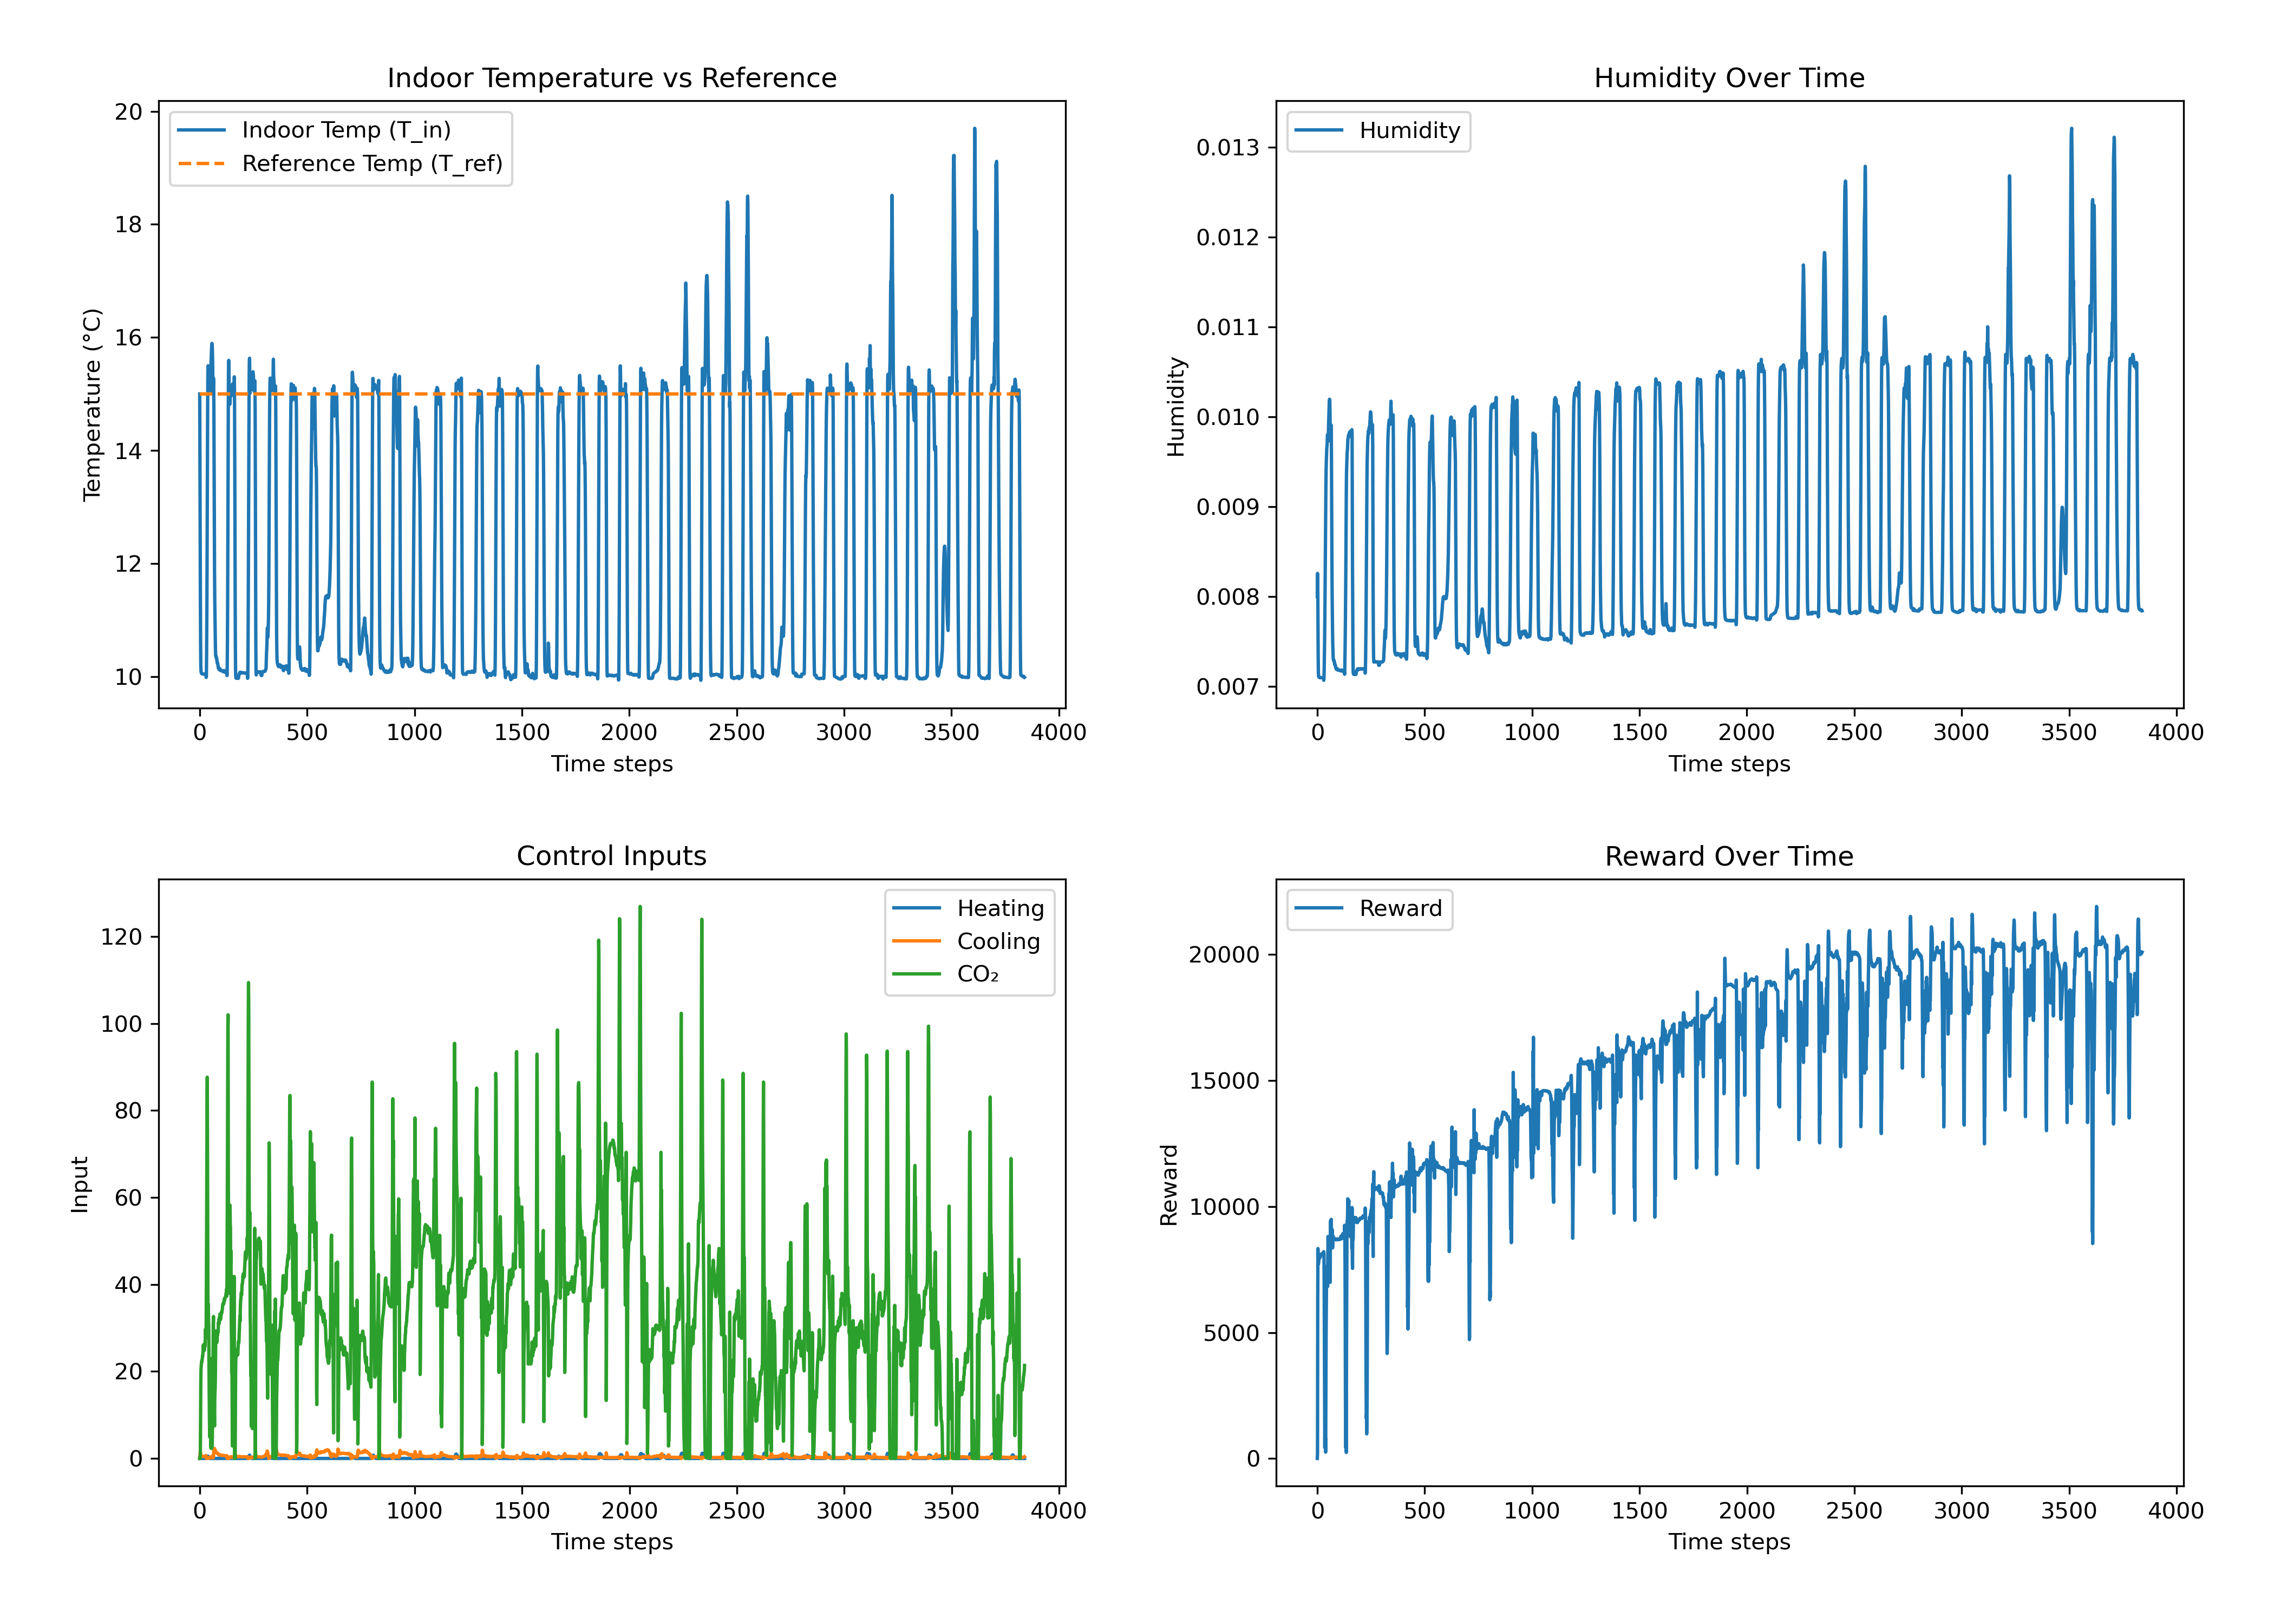 Indoor Temperature vs Reference
Indoor Temp (T_in)
Reference Temp (T_ref)
Temperature (°C)
20
18
16
14
12
10
0 500 1000 1500 2000 2500 3000 3500 4000
Time steps
Humidity Over Time
Humidity
Humidity
0.013
0.012
0.011
0.010
0.009
0.008
0.007
0 500 1000 1500 2000 2500 3000 3500 4000
Time steps
Control Inputs
Heating
Cooling
CO₂
Input
120
100
80
60
40
20
0
0 500 1000 1500 2000 2500 3000 3500 4000
Time steps
Reward Over Time
Reward
Reward
20000
15000
10000
5000
0
0 500 1000 1500 2000 2500 3000 3500 4000
Time steps